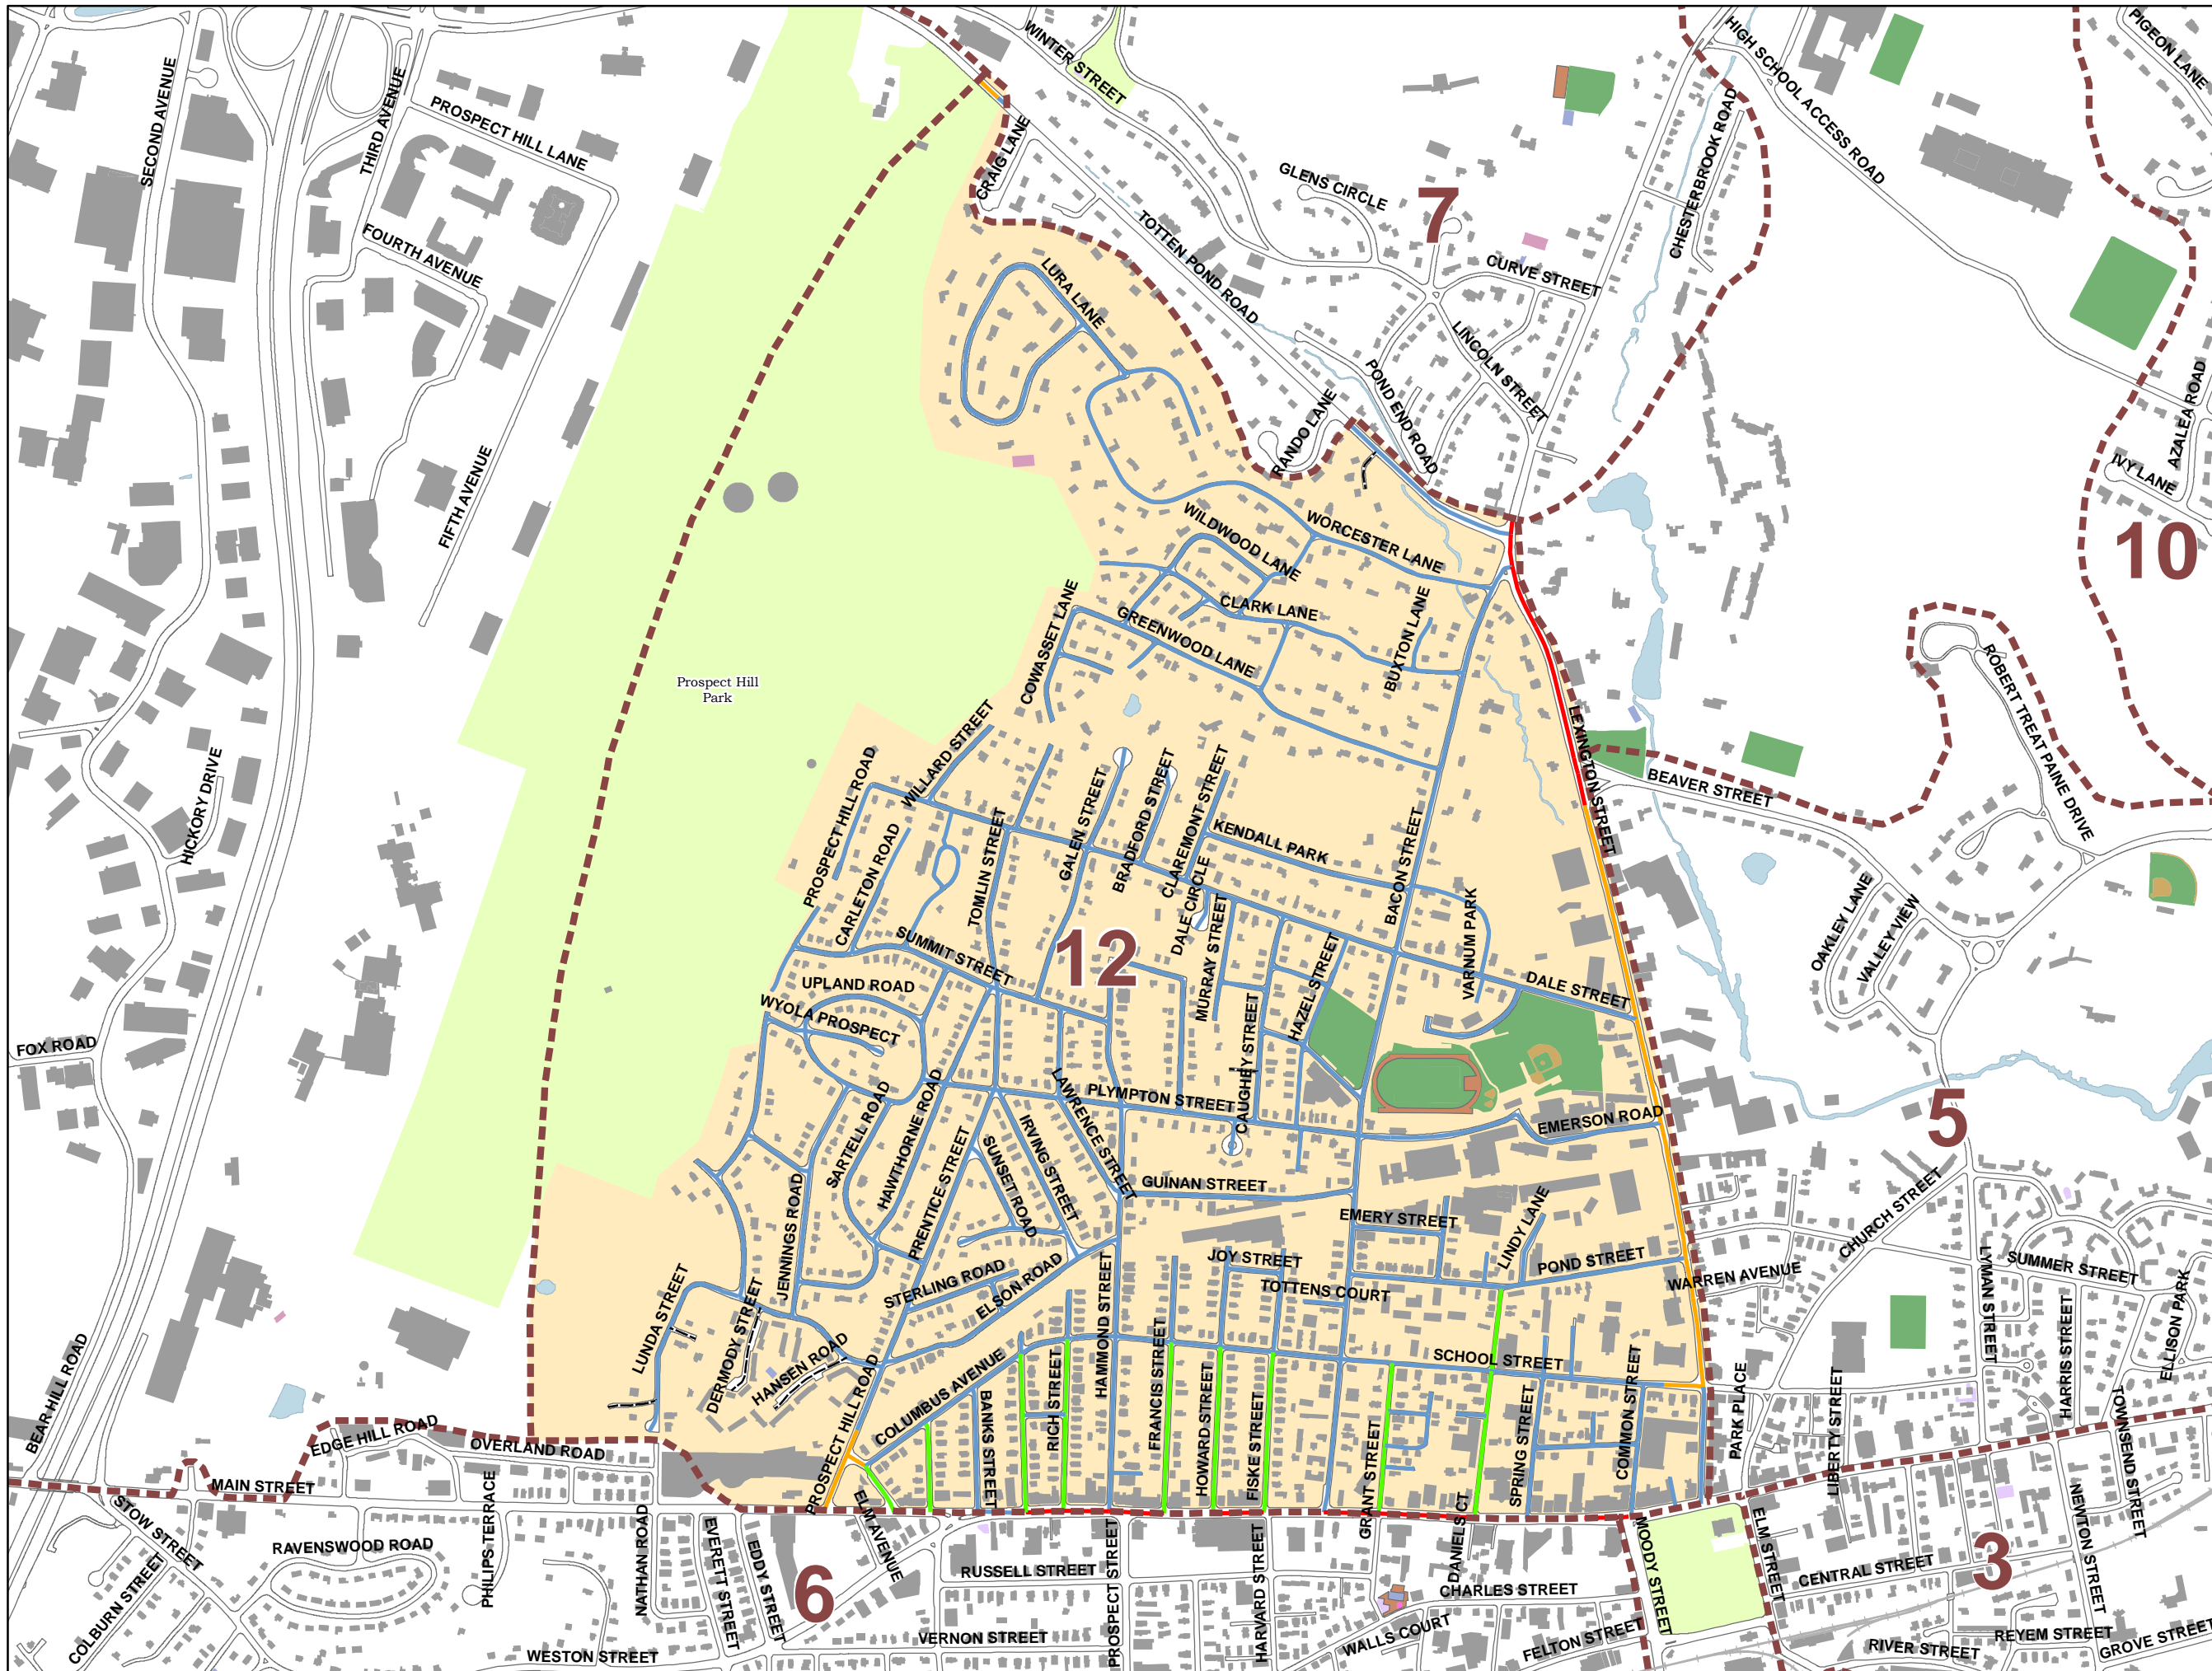 WINTER STREET
HIGH SCHOOL ACCESS ROAD
PIGEON LANE
SECOND AVENUE
THIRD AVENUE
PROSPECT HILL LANE
CRAIG LANE
GLENS CIRCLE
7
CHESTERBROOK ROAD
FOURTH AVENUE
TOTTEN POND ROAD
CURVE STREET
LURA LANE
LINCOLN STREET
POND END ROAD
RANDO LANE
AZALEA ROAD
IVY LANE
FIFTH AVENUE
WORCESTER LANE
WILDWOOD LANE
10
CLARK LANE
BUXTON LANE
GREENWOOD LANE
COWASSET LANE
ROBERT TREAT PAINE DRIVE
Prospect Hill
Park
WILLARD STREET
LEXINGTON STREET
BEAVER STREET
HICKORY DRIVE
PROSPECT HILL ROAD
CARLETON ROAD
TOMLIN STREET
GALEN STREET
BRADFORD STREET
CLAREMONT STREET
KENDALL PARK
BACON STREET
DALE CIRCLE
MURRAY STREET
VARNUM PARK
OAKLEY LANE
VALLEY VIEW
SUMMIT STREET
12
HAZEL STREET
DALE STREET
UPLAND ROAD
WYOLA PROSPECT
CAUGHEY STREET
FOX ROAD
LAWRENCE STREET
PLYMPTON STREET
EMERSON ROAD
5
SARTELL ROAD
HAWTHORNE ROAD
PRENTICE STREET
SUNSET ROAD
IRVING STREET
GUINAN STREET
EMERY STREET
LINDY LANE
CHURCH STREET
JENNINGS ROAD
JOY STREET
TOTTENS COURT
POND STREET
WARREN AVENUE
LYMAN STREET
SUMMER STREET
ELLISON PARK
STERLING ROAD
ELSON ROAD
HAMMOND STREET
LUNDA STREET
DERMODY STREET
HANSEN ROAD
PROSPECT HILL ROAD
COLUMBUS AVENUE
BANKS STREET
RICH STREET
FRANCIS STREET
HOWARD STREET
FISKE STREET
GRANT STREET
SCHOOL STREET
SPRING STREET
COMMON STREET
PARK PLACE
LIBERTY STREET
HARRIS STREET
TOWNSEND STREET
BEAR HILL ROAD
EDGE HILL ROAD
OVERLAND ROAD
MAIN STREET
STOW STREET
PHILIPS TERRACE
ELM AVENUE
DANIELS CT
MOODY STREET
ELM STREET
NEWTON STREET
NATHAN ROAD
EVERETT STREET
EDDY STREET
RAVENSWOOD ROAD
COLBURN STREET
6
RUSSELL STREET
PROSPECT STREET
HARVARD STREET
CHARLES STREET
CENTRAL STREET
3
WESTON STREET
VERNON STREET
WALLS COURT
FELTON STREET
RIVER STREET
REYEM STREET
GROVE STREET